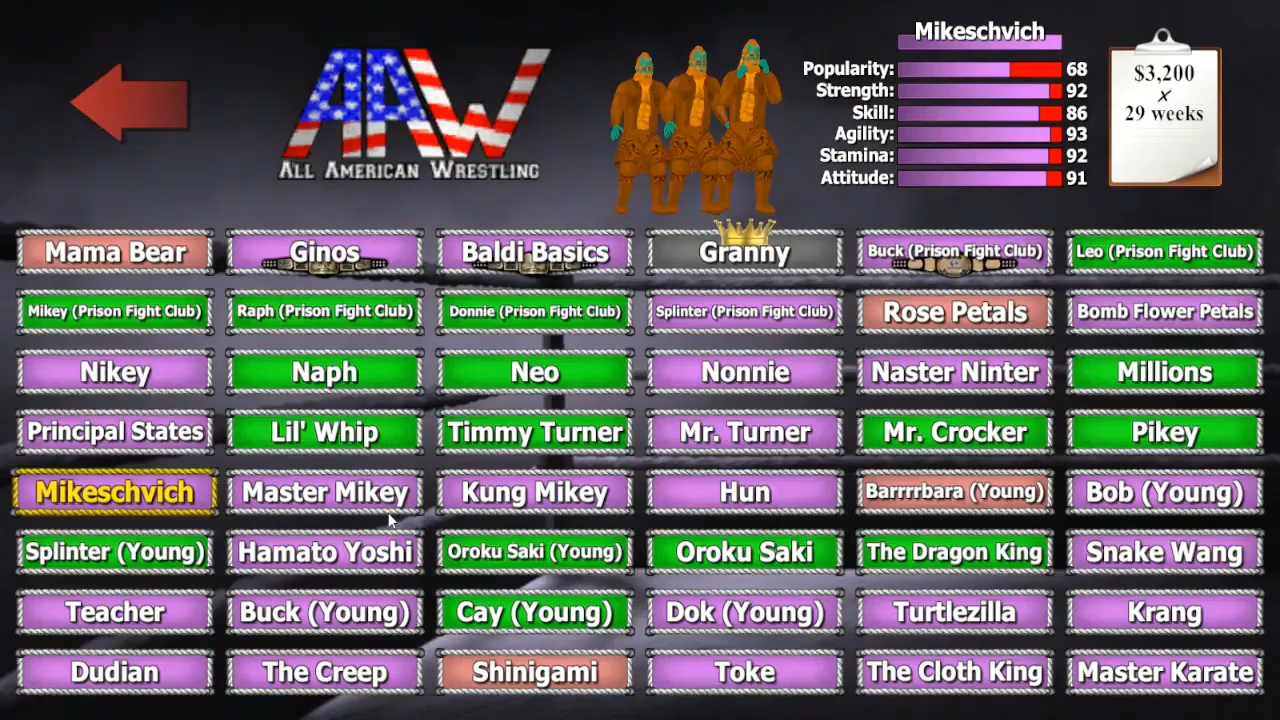 Mikeschvich
AAW
ALL AMERICAN WRESTLING
Popularity: 68
Strength: 92
Skill: 86
Agility: 93
Stamina: 92
Attitude: 91
$3,200
x
29 weeks
Mama Bear
Ginos
Baldi Basics
Granny
Buck (Prison Fight Club)
Leo (Prison Fight Club)
Mikey (Prison Fight Club)
Raph (Prison Fight Club)
Donnie (Prison Fight Club)
Splinter (Prison Fight Club)
Rose Petals
Bomb Flower Petals
Nikey
Naph
Neo
Nonnie
Naster Ninter
Millions
Principal States
Lil' Whip
Timmy Turner
Mr. Turner
Mr. Crocker
Pikey
Mikeschvich
Master Mikey
Kung Mikey
Hun
Barrrrbara (Young)
Bob (Young)
Splinter (Young)
Hamato Yoshi
Oroku Saki (Young)
Oroku Saki
The Dragon King
Snake Wang
Teacher
Buck (Young)
Cay (Young)
Dok (Young)
Turtlezilla
Krang
Dudian
The Creep
Shinigami
Toke
The Cloth King
Master Karate